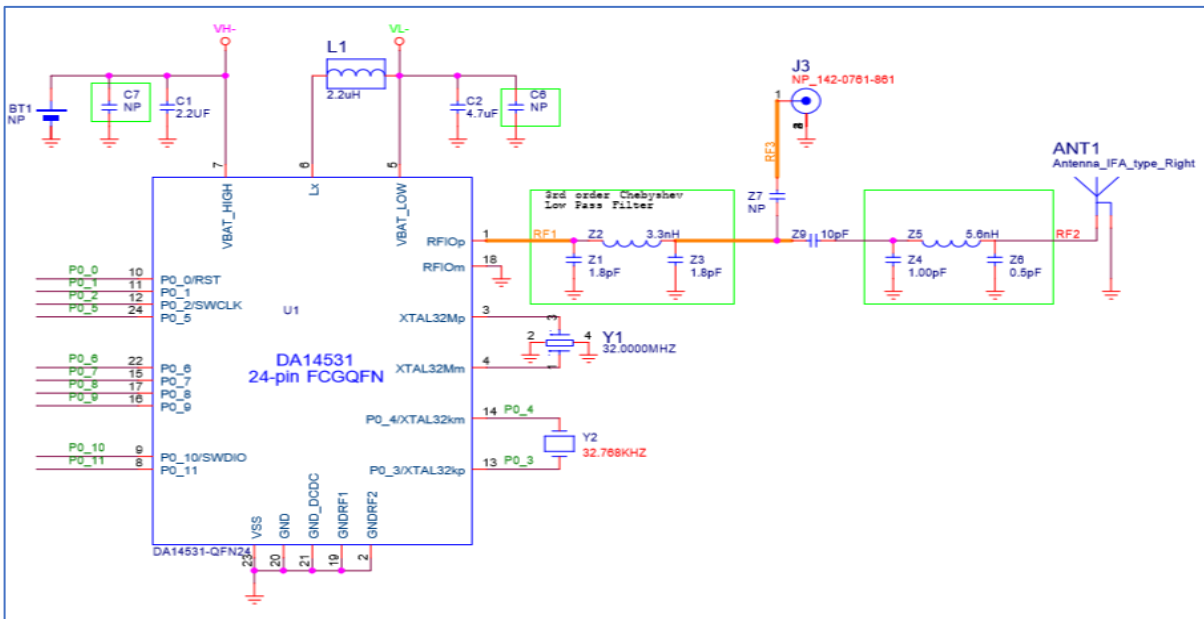 VH-
VL-
L1
2.2uH
BT1
NP
C7
NP
C1
2.2UF
C2
4.7uF
C6
NP
J3
NP_142-0761-861
1
RF3
Z7
NP
ANT1
Antenna_IFA_type_Right
7
6
5
VBAT_HIGH
Lx
VBAT_LOW
3rd order Chebyshev
Low Pass Filter
RFIOp
1
RF1
Z2
3.3nH
Z1
1.8pF
Z3
1.8pF
Z9
10pF
Z5
5.6nH
RF2
Z4
1.00pF
Z6
0.5pF
RFIOm
18
P0_0
10
P0_0/RST
P0_1
11
P0_1
P0_2
12
P0_2/SWCLK
P0_5
24
P0_5
U1
XTAL32Mp
3
3
2
4
Y1
32.0000MHZ
1
XTAL32Mm
4
DA14531
24-pin FCGQFN
P0_6
22
P0_6
P0_7
15
P0_7
P0_8
17
P0_8
P0_9
16
P0_9
P0_4/XTAL32km
14
P0_4
Y2
32.768KHZ
P0_3/XTAL32kp
13
P0_3
P0_10
9
P0_10/SWDIO
P0_11
8
P0_11
VSS
GND
GND_DCDC
GNDRF1
GNDRF2
DA14531-QFN24
23
20
21
19
2